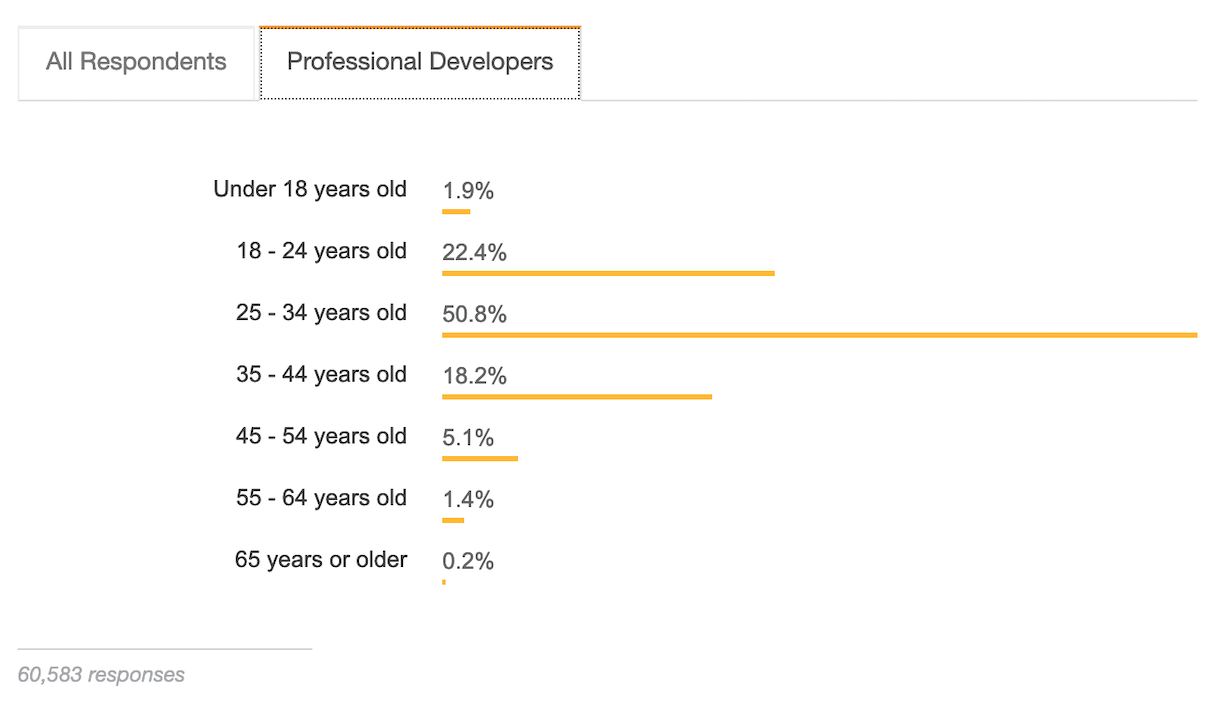 All Respondents Professional Developers
Under 18 years old 1.9%
18 - 24 years old 22.4%
25 - 34 years old 50.8%
35 - 44 years old 18.2%
45 - 54 years old 5.1%
55 - 64 years old 1.4%
65 years or older 0.2%
60,583 responses